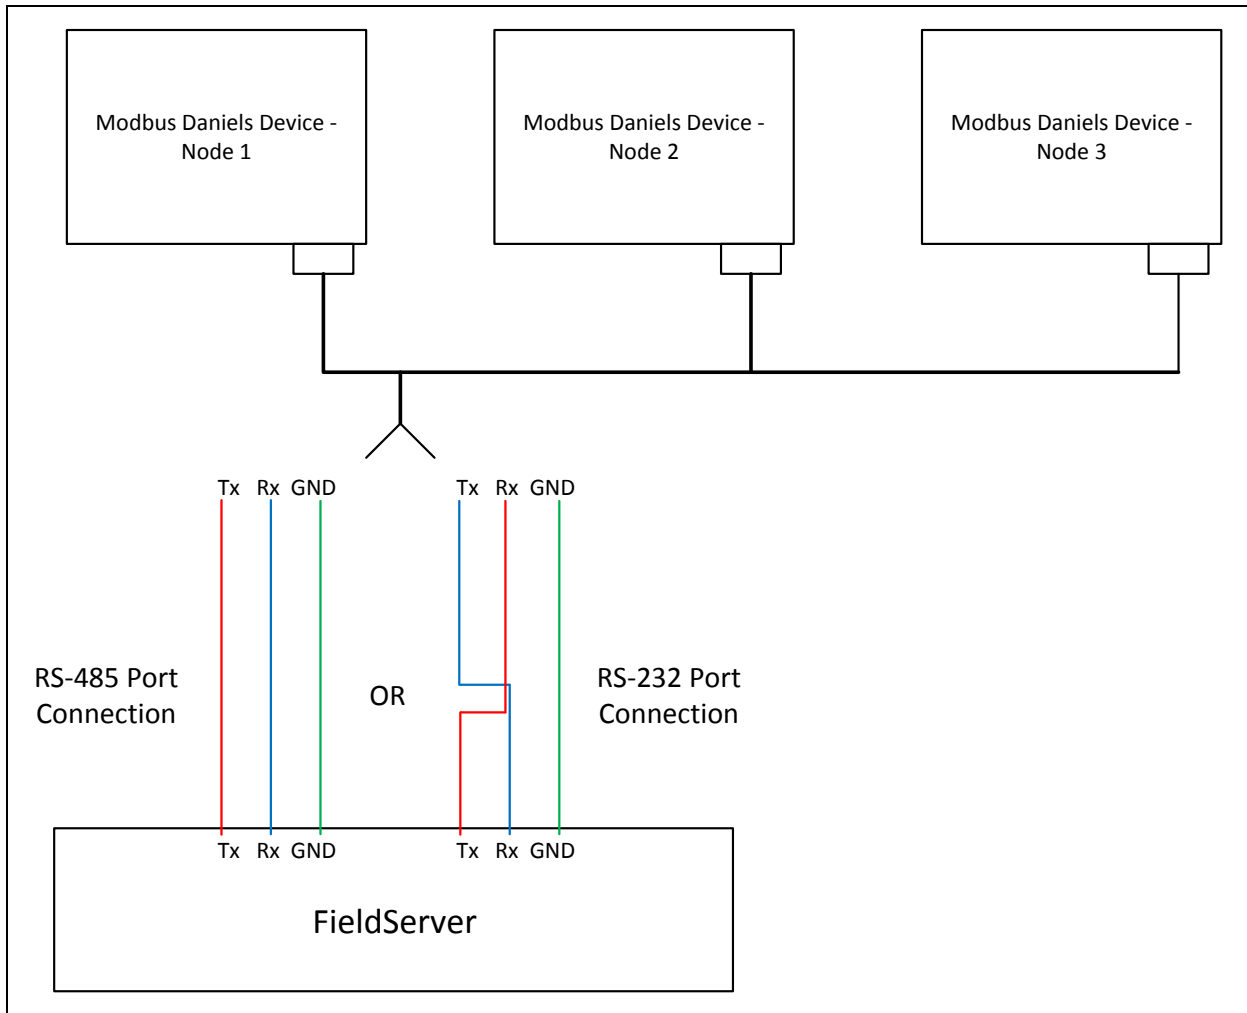 Modbus Daniels Device -
Node 1
Modbus Daniels Device -
Node 2
Modbus Daniels Device -
Node 3
Tx Rx GND
Tx Rx GND
RS-485 Port
Connection
OR
RS-232 Port
Connection
Tx Rx GND
Tx Rx GND
FieldServer